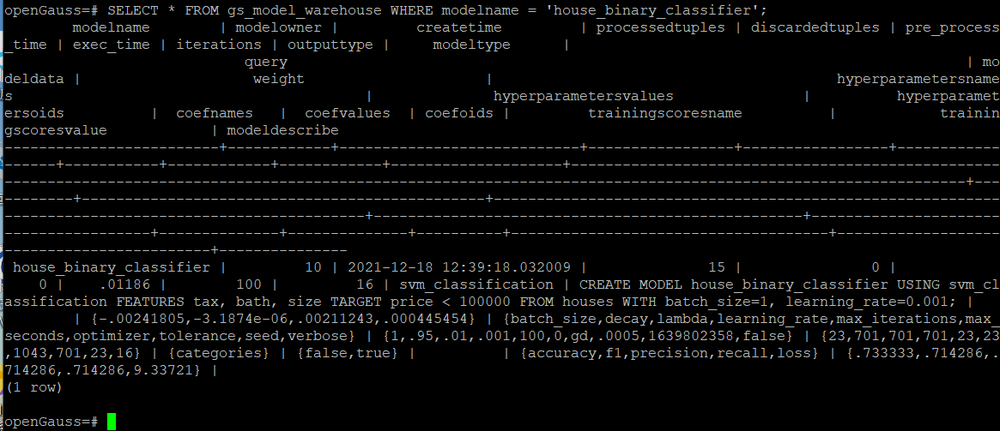 openGauss=# SELECT * FROM gs_model_warehouse WHERE modelname = 'house_binary_classifier';
modelname | modelowner | createtime | processedtuples | discardedtuples | pre_process
_time | exec_time | iterations | outputtype | modeltype |
query | mo
deldata | weight | hyperparametersname
s | hyperparametersvalues | hyperparamet
ersoids | coefnames | coefvalues | coefoids | trainingscoresname | trainin
gscoresvalue | modeldescribe
-------------------------+------------+----------------------------+-----------------+-----------------+------------
------+-----------+------------+------------+--------------------+----------------------------------------------
----------------------------------------------------------------------------------------------------------------+---
--------+-----------------------------------------------+-----------------------------------------------------------
------------------------------------------+--------------------------------------------------+----------------------
-----------------+--------------+--------------+----------+-------------------------------------+-------------------
------------------------+---------------
house_binary_classifier | 10 | 2021-12-18 12:39:18.032009 | 15 | 0 |
0 | .01186 | 100 | 16 | svm_classification | CREATE MODEL house_binary_classifier USING svm_cl
assification FEATURES tax, bath, size TARGET price < 100000 FROM houses WITH batch_size=1, learning_rate=0.001; |
| {-.00241805,-3.1874e-06,.00211243,.000445454} | {batch_size,decay,lambda,learning_rate,max_iterations,max_
seconds,optimizer,tolerance,seed,verbose} | {1,.95,.01,.001,100,0,gd,.0005,1639802358,false} | {23,701,701,701,23,23
,1043,701,23,16} | {categories} | {false,true} | | {accuracy,f1,precision,recall,loss} | {.733333,.714286,.
714286,.714286,9.33721} |
(1 row)
openGauss=#